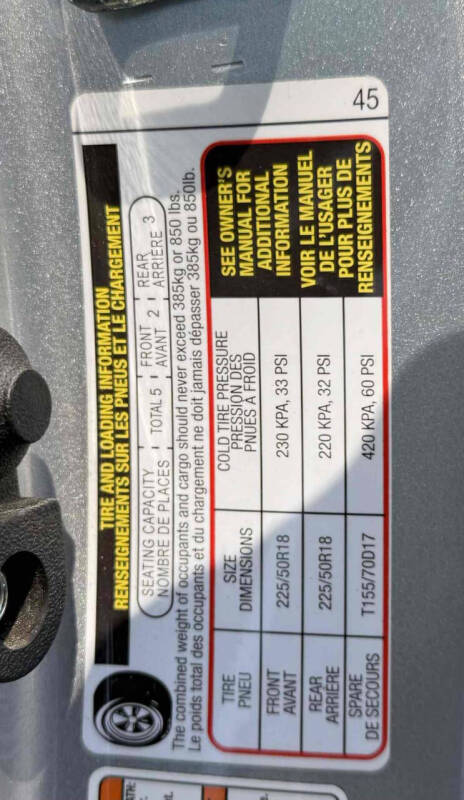 45
TIRE AND LOADING INFORMATION
RENSEIGNEMENTS SUR LES PNEUS ET LE CHARGEMENT
SEATING CAPACITY TOTAL 5 FRONT 2 REAR 3
NOMBRE DE PLACES AVANT ARRIÈRE
The combined weight of occupants and cargo should never exceed 385kg or 850 lbs.
Le poids total des occupants et du chargement ne doit jamais dépasser 385kg ou 850lb.
TIRE
PNEU
SIZE
DIMENSIONS
COLD TIRE PRESSURE
PRESSION DES
PNUES À FROID
SEE OWNER'S
MANUAL FOR
ADDITIONAL
INFORMATION
VOIR LE MANUEL
DE L'USAGER
POUR PLUS DE
RENSEIGNEMENTS
FRONT
AVANT
225/50R18
230 KPA, 33 PSI
REAR
ARRIÈRE
225/50R18
220 KPA, 32 PSI
SPARE
DE SECOURS
T155/70D17
420 KPA, 60 PSI